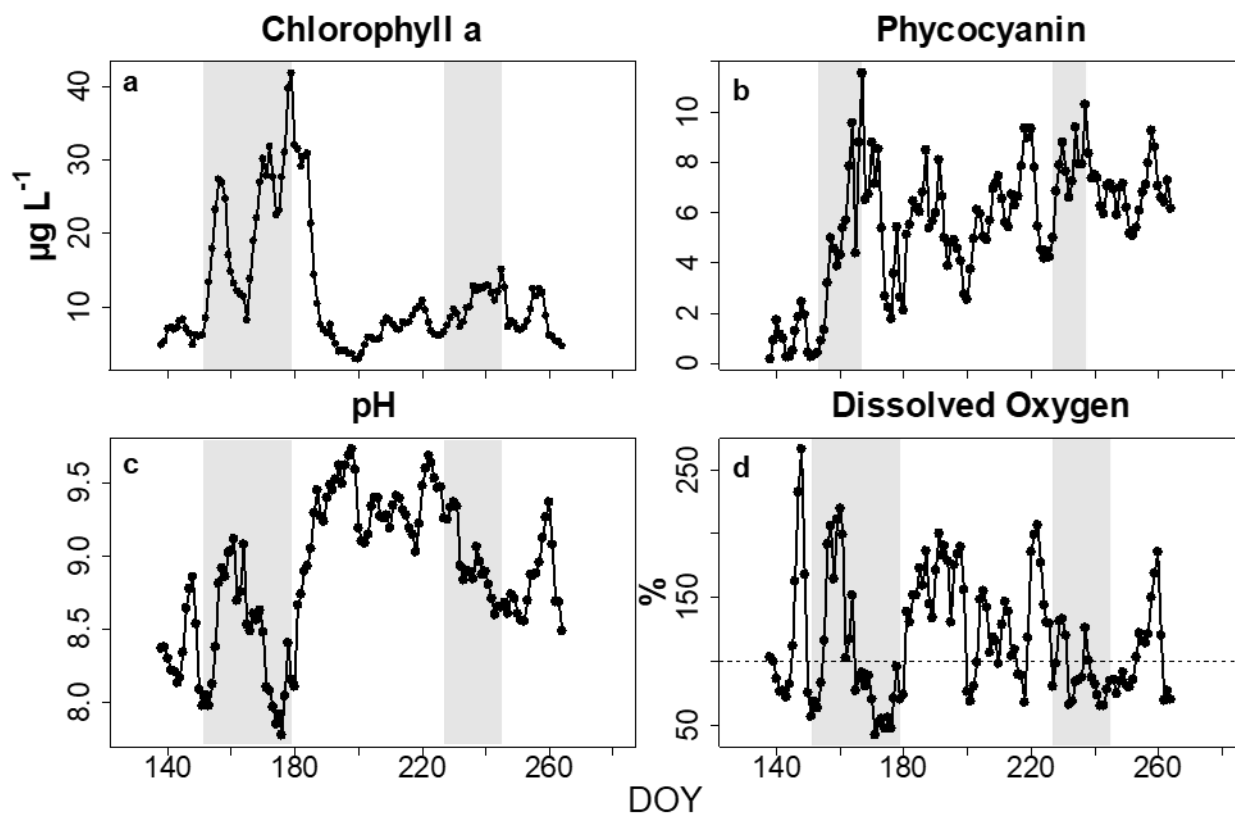 Chlorophyll a
Phycocyanin
a
b
µg L⁻¹
10 20 30 40
0 2 4 6 8 10
pH
Dissolved Oxygen
c
d
%
8.0 8.5 9.0 9.5
50 150 250
140 180 220 260
140 180 220 260
DOY